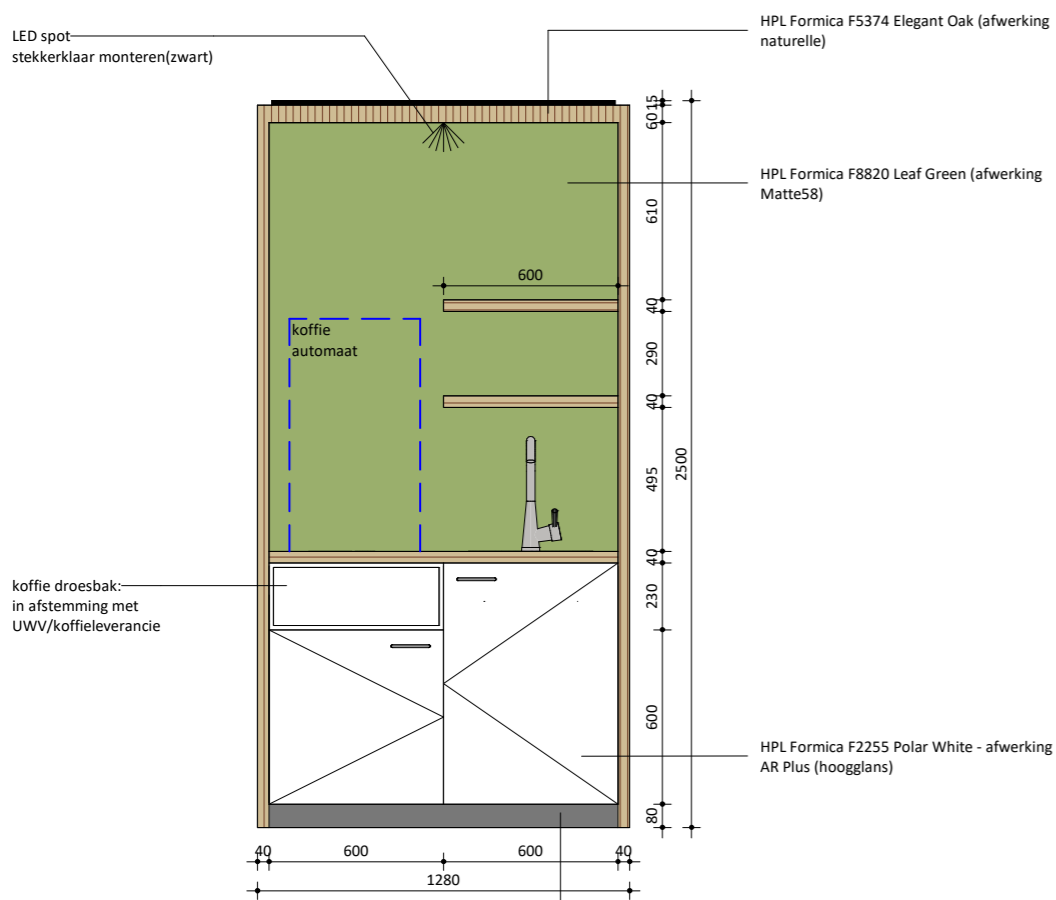 LED spot
stekkerklaar monteren(zwart)
HPL Formica F5374 Elegant Oak (afwerking
naturelle)
15
60
HPL Formica F8820 Leaf Green (afwerking
Matte58)
610
600
40
koffie
automaat
290
40
2500
495
40
koffie droesbak:
in afstemming met
UWV/koffieleverancie
230
600
HPL Formica F2255 Polar White - afwerking
AR Plus (hoogglans)
80
40
600
600
40
1280